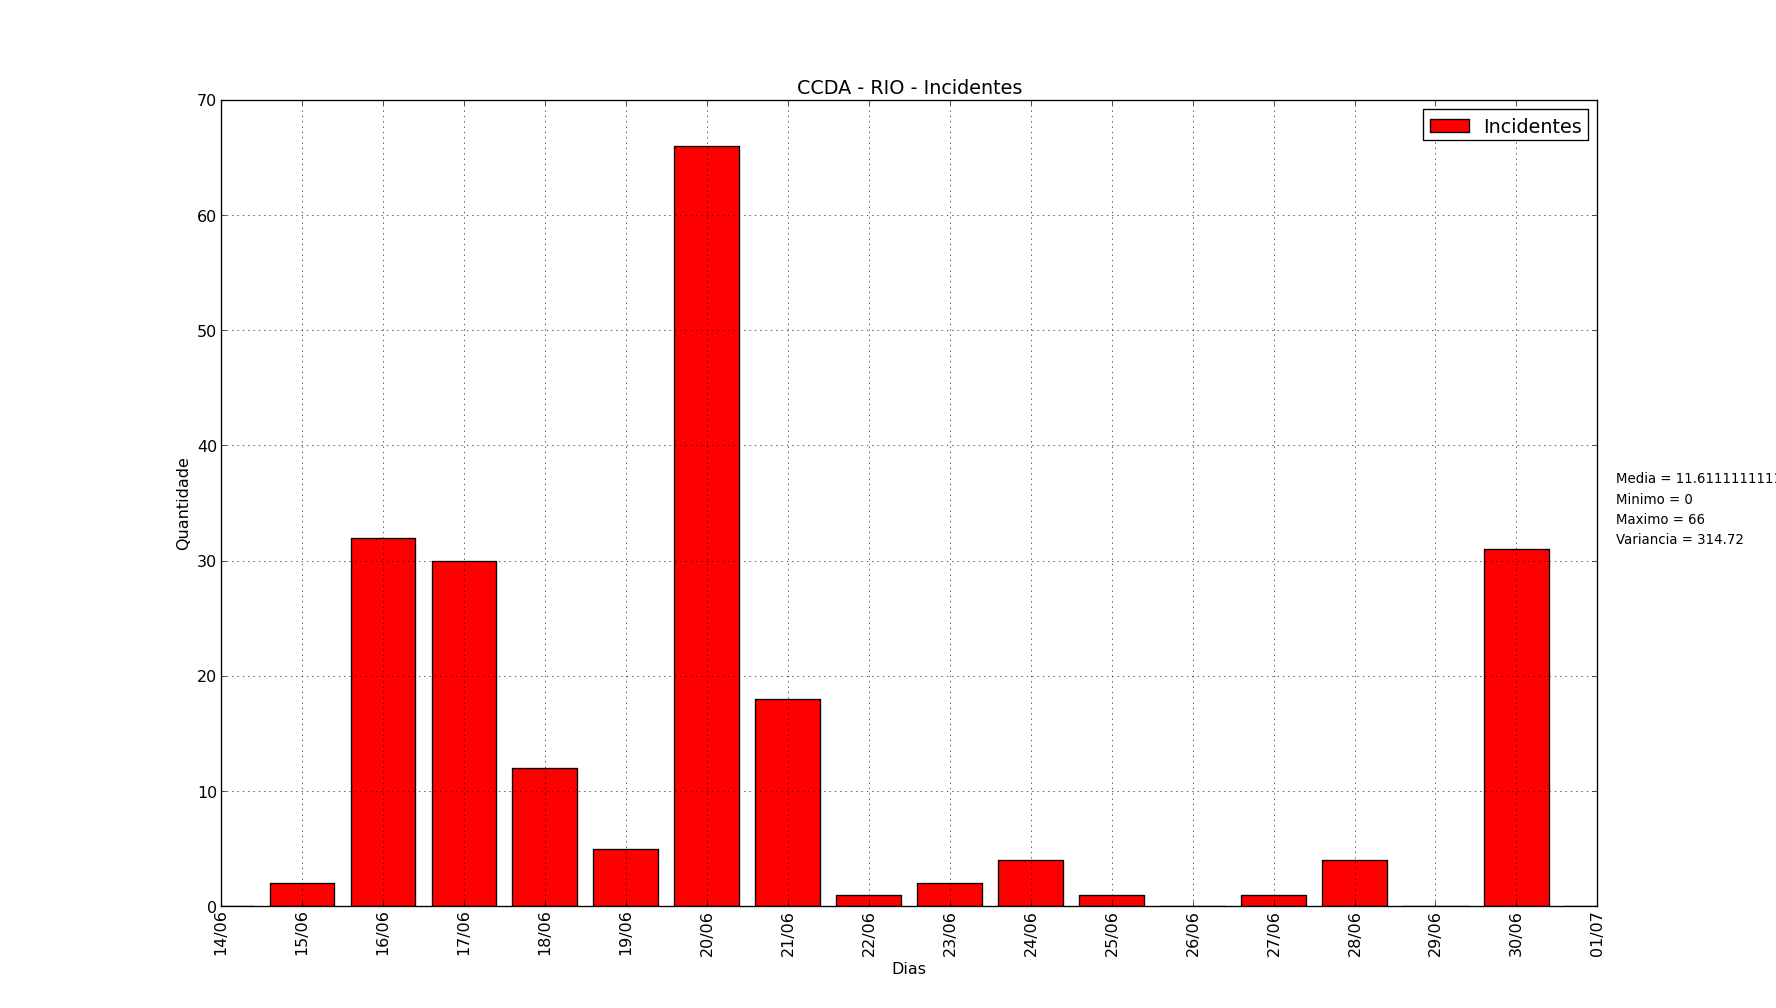 CCDA - RIO - Incidentes
Incidentes
70
60
50
40
30
20
10
0
Quantidade
14/06 15/06 16/06 17/06 18/06 19/06 20/06 21/06 22/06 23/06 24/06 25/06 26/06 27/06 28/06 29/06 30/06 01/07
Dias
Media = 11.6111111111
Minimo = 0
Maximo = 66
Variancia = 314.72